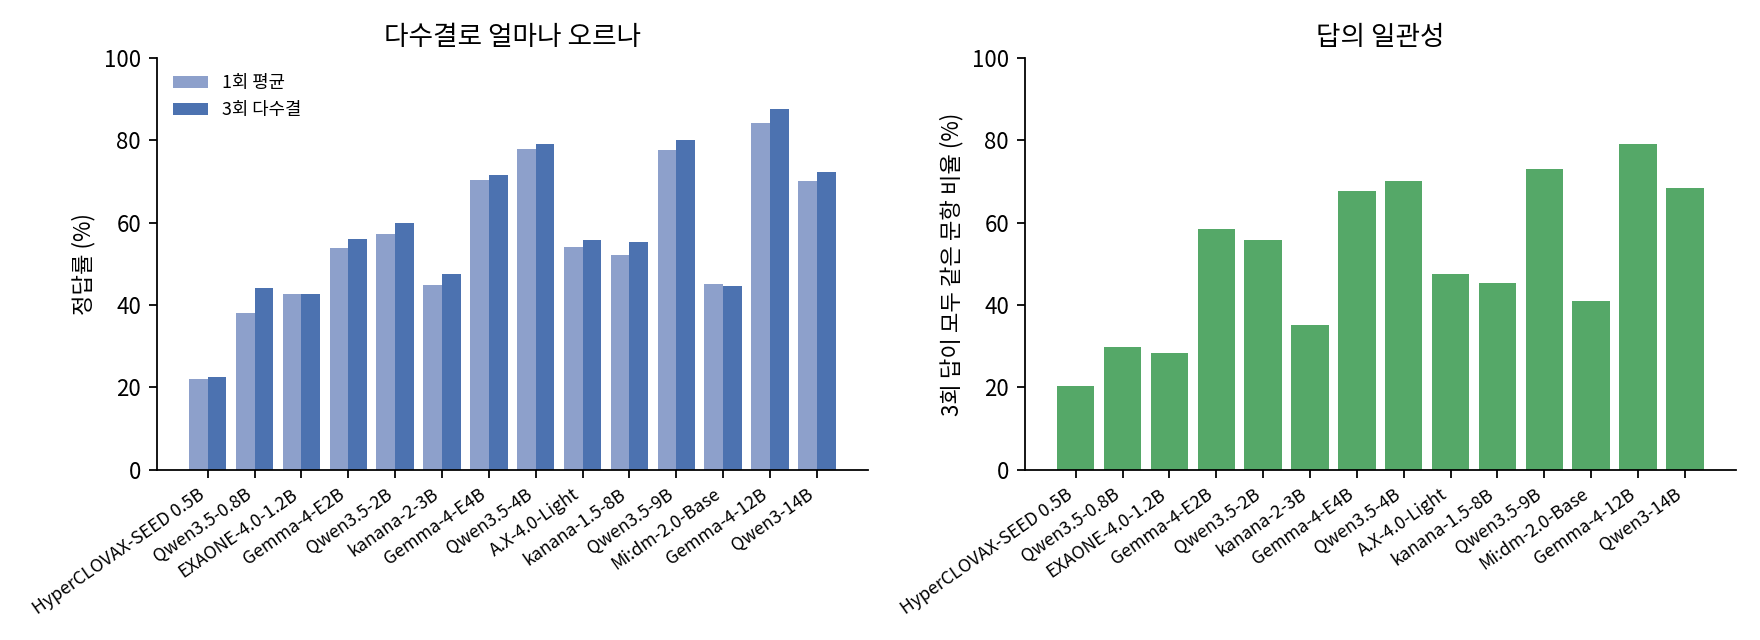 다수결로 얼마나 오르나
정답률 (%)
100
80
60
40
20
0
1회 평균
3회 다수결
HyperCLOVAX-SEED 0.5B
Qwen3.5-0.8B
EXAONE-4.0-1.2B
Gemma-4-E2B
Qwen3.5-2B
kanana-2-3B
Gemma-4-E4B
Qwen3.5-4B
A.X-4.0-Light
kanana-1.5-8B
Qwen3.5-9B
Mi:dm-2.0-Base
Gemma-4-12B
Qwen3-14B
답의 일관성
3회 답이 모두 같은 문항 비율 (%)
100
80
60
40
20
0
HyperCLOVAX-SEED 0.5B
Qwen3.5-0.8B
EXAONE-4.0-1.2B
Gemma-4-E2B
Qwen3.5-2B
kanana-2-3B
Gemma-4-E4B
Qwen3.5-4B
A.X-4.0-Light
kanana-1.5-8B
Qwen3.5-9B
Mi:dm-2.0-Base
Gemma-4-12B
Qwen3-14B